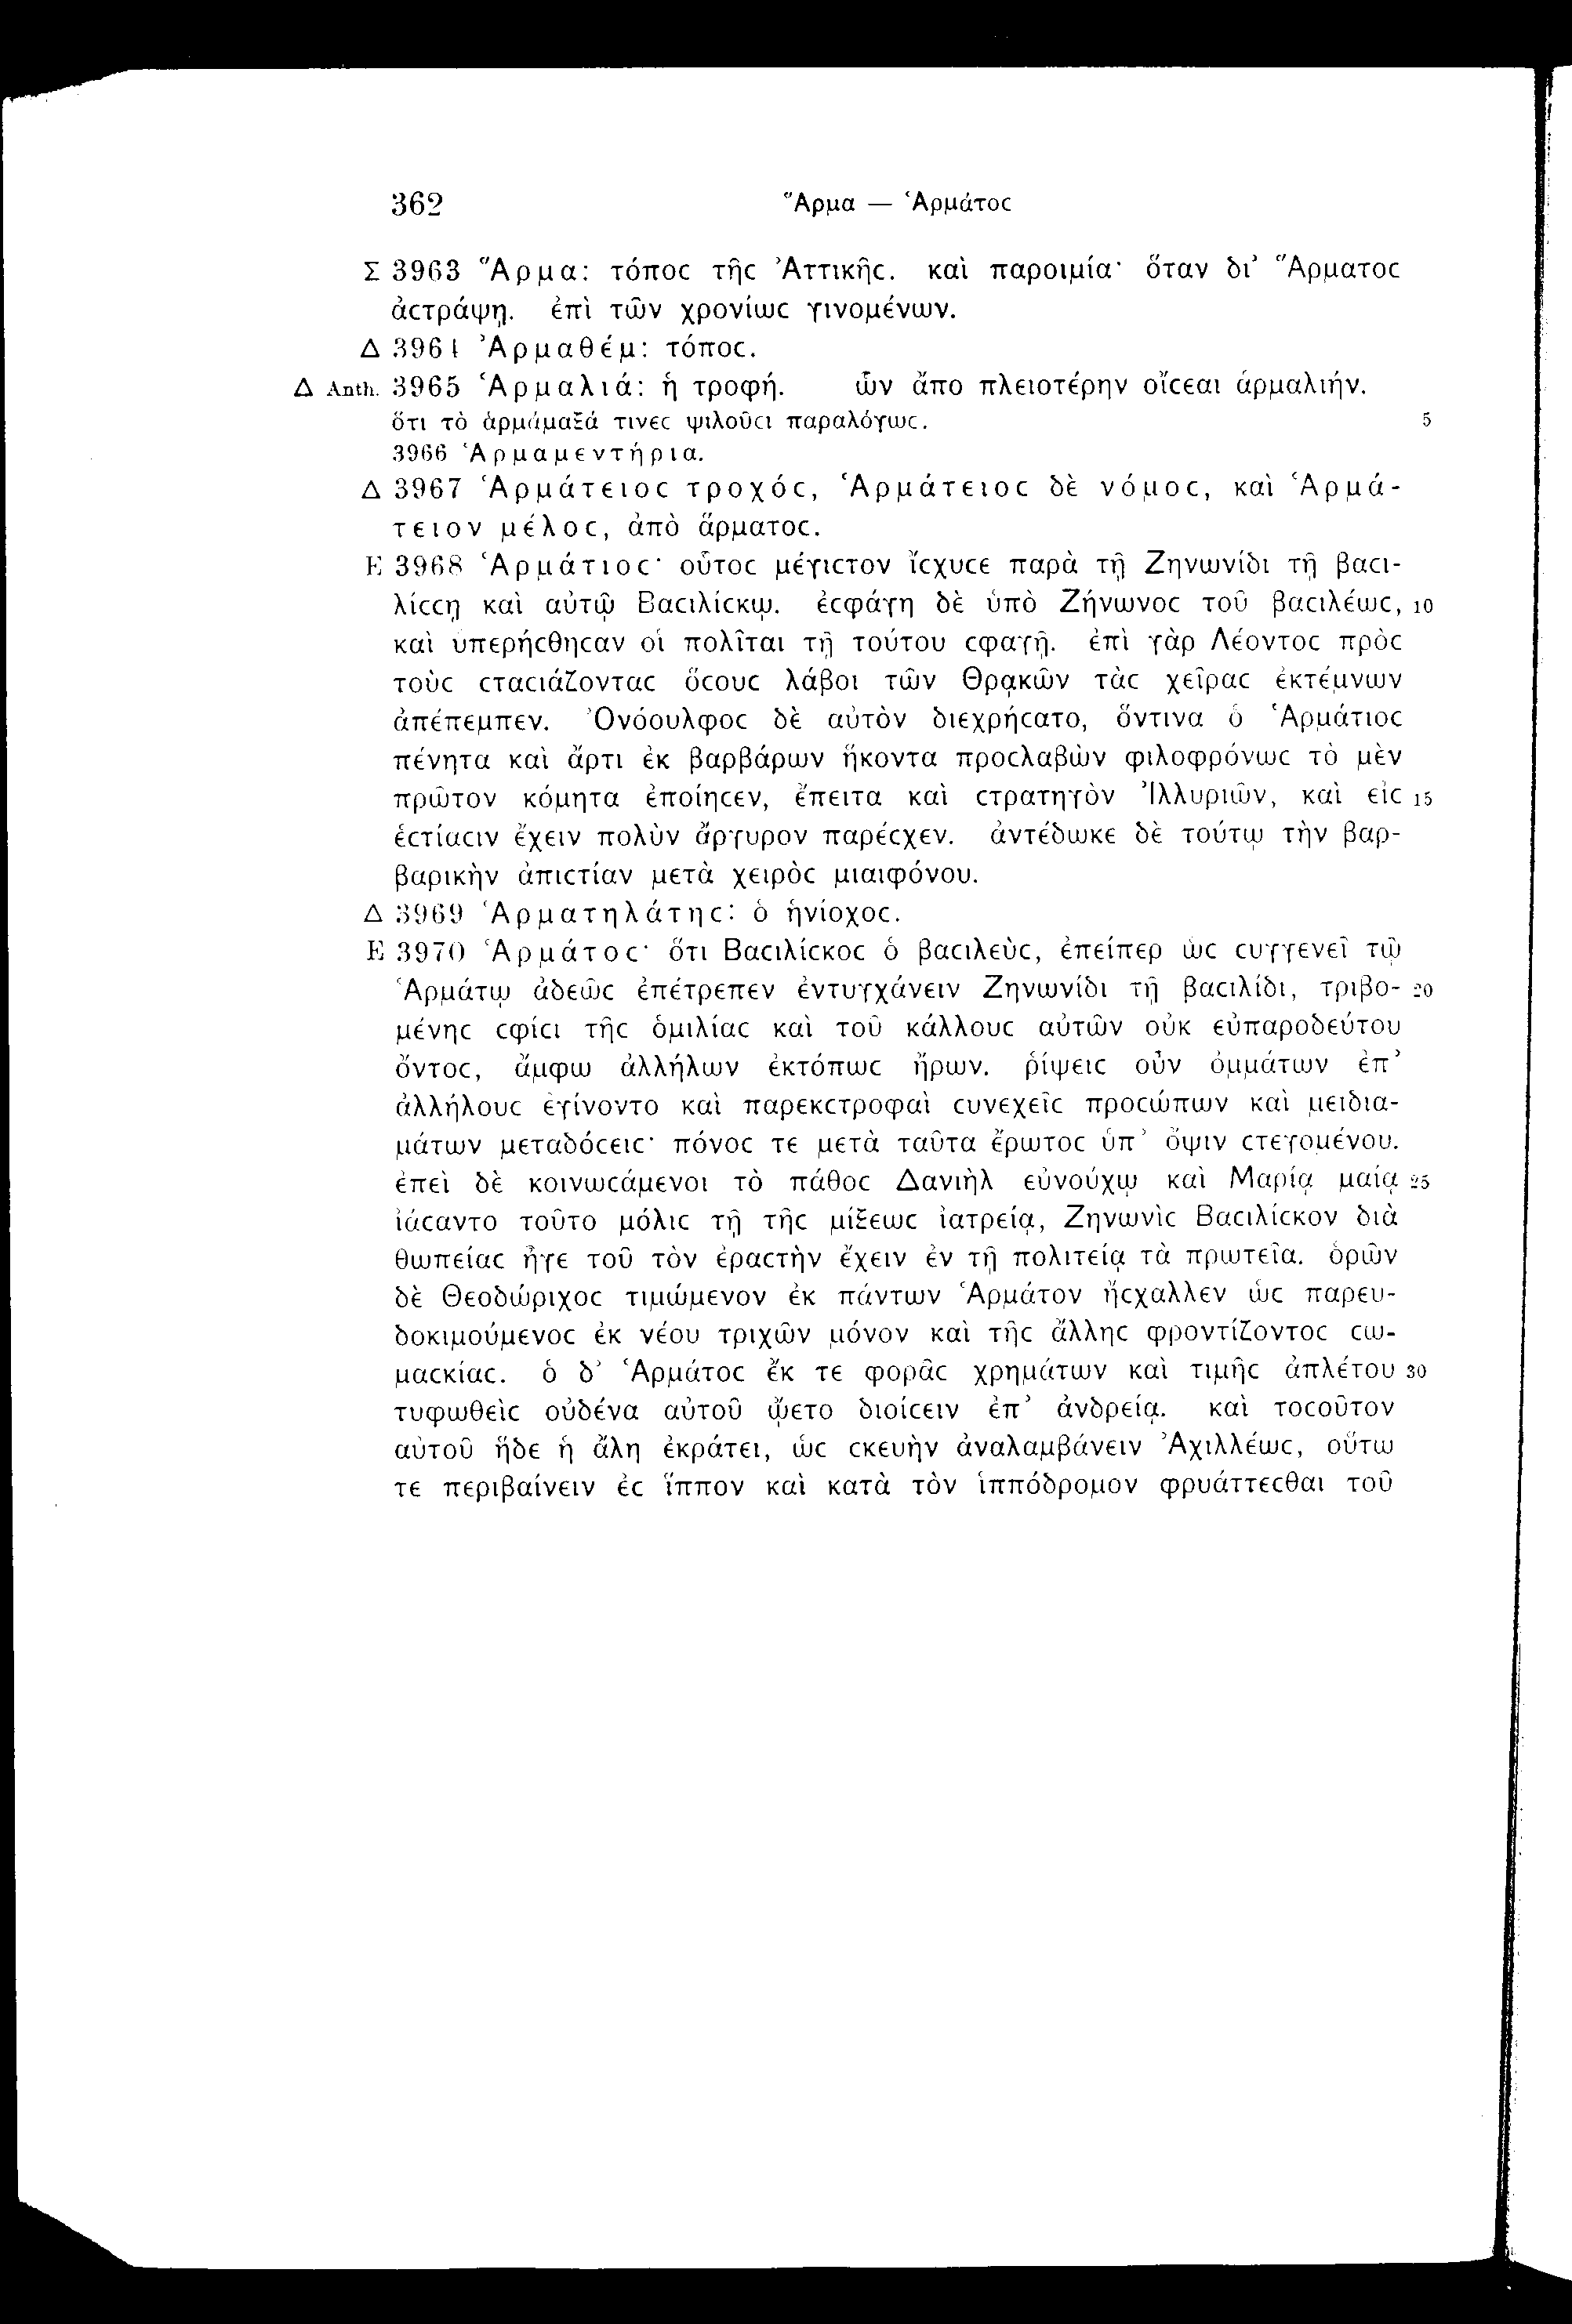 362 Ἅρμα — Ἁρμάτοϲ
Σ 3963 Ἅρμα: τόποϲ τῆϲ Ἀττικῆϲ. καὶ παροιμία· ὅταν δι’ Ἅρματοϲ
ἀϲτράψῃ. ἐπὶ τῶν χρονίωϲ γινομένων.
Δ 3964 Ἀρμαθέμ: τόποϲ.
Δ Anth. 3965 Ἁρμαλιά: ἡ τροφή. ὧν ἄπο πλειοτέρην οἴϲεαι ἁρμαλιήν.
ὅτι τὸ ἁρμάμαξά τινεϲ ψιλοῦϲι παραλόγωϲ. 5
3966 Ἁρμαμεντήρια.
Δ 3967 Ἁρμάτειοϲ τροχόϲ, Ἁρμάτειοϲ δὲ νόμοϲ, καὶ Ἁρμά-
τειον μέλοϲ, ἀπὸ ἅρματοϲ.
E 3968 Ἁρμάτιοϲ· οὗτοϲ μέγιϲτον ἴϲχυϲε παρὰ τῇ Ζηνωνίδι τῇ βαϲι-
λίϲϲῃ καὶ αὐτῷ Βαϲιλίϲκῳ. ἐϲφάγη δὲ ὑπὸ Ζήνωνοϲ τοῦ βαϲιλέωϲ, 10
καὶ ὑπερήϲθηϲαν οἱ πολῖται τῇ τούτου ϲφαγῇ. ἐπὶ γὰρ Λέοντοϲ πρὸϲ
τοὺϲ ϲταϲιάζονταϲ ὅϲουϲ λάβοι τῶν Θρᾳκῶν τὰϲ χεῖραϲ ἐκτέμνων
ἀπέπεμπεν. Ὀνόουλφοϲ δὲ αὐτὸν διεχρήϲατο, ὅντινα ὁ Ἁρμάτιοϲ
πένητα καὶ ἄρτι ἐκ βαρβάρων ἥκοντα προϲλαβὼν φιλοφρόνωϲ τὸ μὲν
πρῶτον κόμητα ἐποίηϲεν, ἔπειτα καὶ ϲτρατηγὸν Ἰλλυριῶν, καὶ εἰϲ 15
ἑϲτίαϲιν ἔχειν πολὺν ἄργυρον παρέϲχεν. ἀντέδωκε δὲ τούτῳ τὴν βαρ-
βαρικὴν ἀπιϲτίαν μετὰ χειρὸϲ μιαιφόνου.
Δ 3969 Ἁρματηλάτηϲ: ὁ ἡνίοχοϲ.
E 3970 Ἁρμάτοϲ· ὅτι Βαϲιλίϲκοϲ ὁ βαϲιλεὺϲ, ἐπείπερ ὡϲ ϲυγγενεῖ τῷ
Ἁρμάτῳ ἀδεῶϲ ἐπέτρεπεν ἐντυγχάνειν Ζηνωνίδι τῇ βαϲιλίδι, τριβο- 20
μένηϲ ϲφίϲι τῆϲ ὁμιλίαϲ καὶ τοῦ κάλλουϲ αὐτῶν οὐκ εὐπαροδεύτου
ὄντοϲ, ἄμφω ἀλλήλων ἐκτόπωϲ ἤρων. ῥίψειϲ οὖν ὀμμάτων ἐπ’
ἀλλήλουϲ ἐγίνοντο καὶ παρεκϲτροφαὶ ϲυνεχεῖϲ προϲώπων καὶ μειδια-
μάτων μεταδόϲειϲ· πόνοϲ τε μετὰ ταῦτα ἔρωτοϲ ὑπ’ ὄψιν ϲτεγομένου.
ἐπεὶ δὲ κοινωϲάμενοι τὸ πάθοϲ Δανιὴλ εὐνούχῳ καὶ Μαρίᾳ μαίᾳ 25
ἰάϲαντο τοῦτο μόλιϲ τῇ τῆϲ μίξεωϲ ἰατρείᾳ, Ζηνωνὶϲ Βαϲιλίϲκον διὰ
θωπείαϲ ἦγε τοῦ τὸν ἐραϲτὴν ἔχειν ἐν τῇ πολιτείᾳ τὰ πρωτεῖα. ὁρῶν
δὲ Θεοδώριχοϲ τιμώμενον ἐκ πάντων Ἁρμάτον ἤϲχαλλεν ὡϲ παρευ-
δοκιμούμενοϲ ἐκ νέου τριχῶν μόνον καὶ τῆϲ ἄλληϲ φροντίζοντοϲ ϲω-
μαϲκίαϲ. ὁ δ’ Ἁρμάτοϲ ἔκ τε φορᾶϲ χρημάτων καὶ τιμῆϲ ἀπλέτου 30
τυφωθεὶϲ οὐδένα αὐτοῦ ᾤετο διοίϲειν ἐπ’ ἀνδρείᾳ. καὶ τοϲοῦτον
αὐτοῦ ἥδε ἡ ἄλη ἐκράτει, ὡϲ ϲκευὴν ἀναλαμβάνειν Ἀχιλλέωϲ, οὕτω
τε περιβαίνειν ἐϲ ἵππον καὶ κατὰ τὸν ἱππόδρομον φρυάττεϲθαι τοῦ